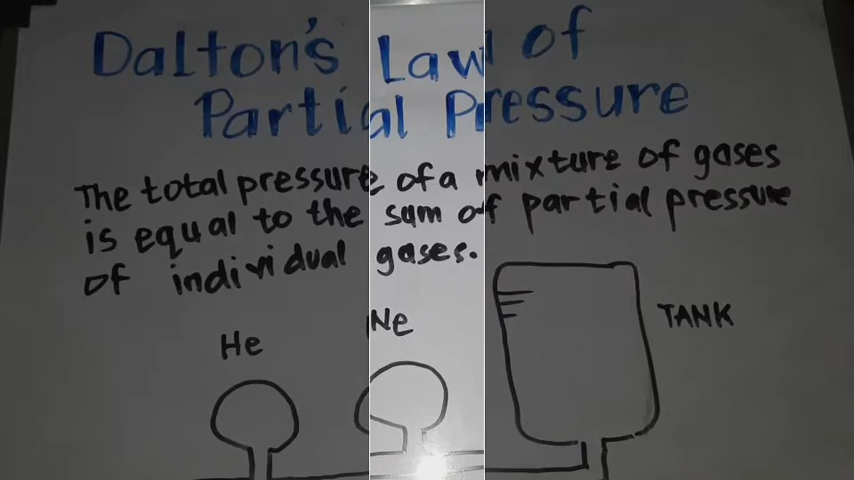 Dalton's Law of
Partial Pressure
The total pressure of a mixture of gases
is equal to the sum of partial pressure
of individual gases.
He
Ne
TANK